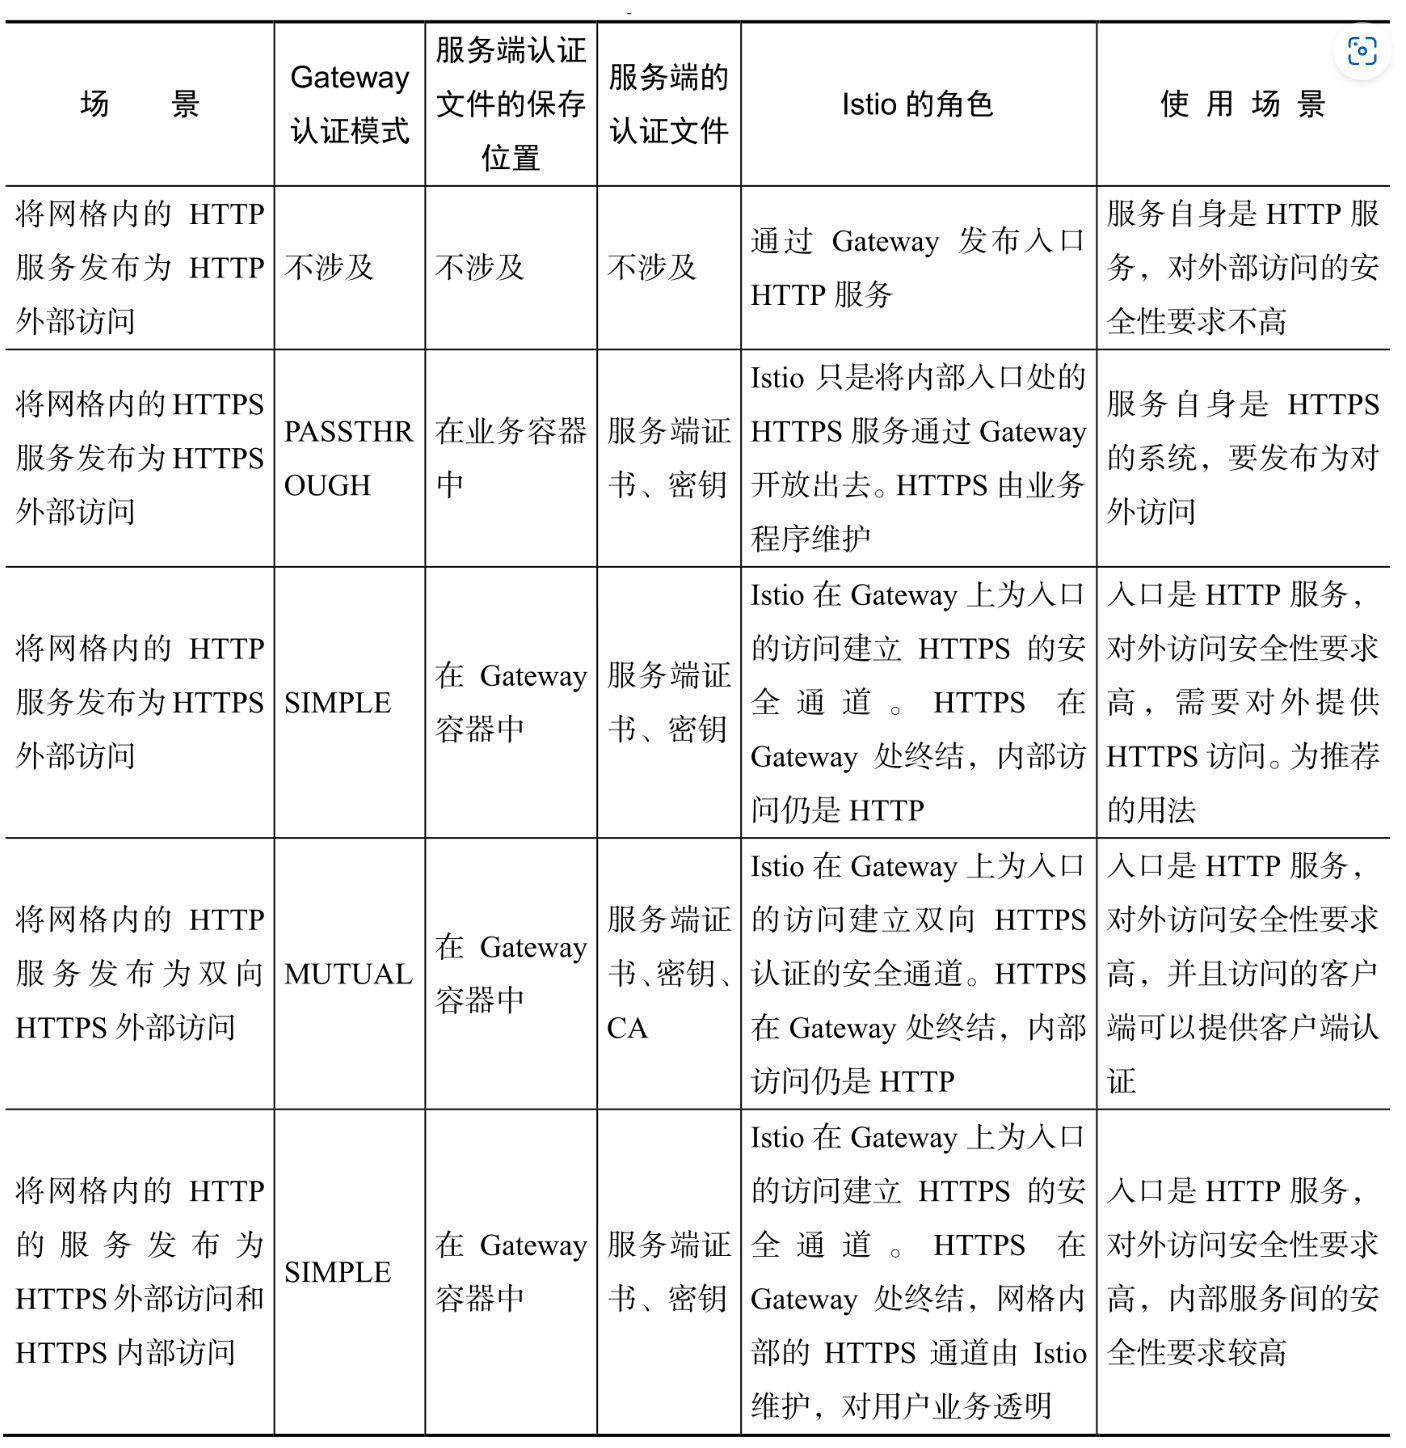 场 景
Gateway
认证模式
服务端认证
文件的保存
位置
服务端的
认证文件
Istio 的角色
使 用 场 景
将网格内的 HTTP
服务发布为 HTTP
外部访问
不涉及
不涉及
不涉及
通过 Gateway 发布入口
HTTP 服务
服务自身是 HTTP 服
务，对外部访问的安
全性要求不高
将网格内的 HTTPS
服务发布为 HTTPS
外部访问
PASSTHR
OUGH
在业务容器
中
服务端证
书、密钥
Istio 只是将内部入口处的
HTTPS 服务通过 Gateway
开放出去。HTTPS 由业务
程序维护
服务自身是 HTTPS
的系统，要发布为对
外访问
将网格内的 HTTP
服务发布为 HTTPS
外部访问
SIMPLE
在 Gateway
容器中
服务端证
书、密钥
Istio 在 Gateway 上为入口
的访问建立 HTTPS 的安
全通道。HTTPS 在
Gateway 处终结，内部访
问仍是 HTTP
入口是 HTTP 服务，
对外访问安全性要求
高，需要对外提供
HTTPS 访问。为推荐
的用法
将网格内的 HTTP
服务发布为双向
HTTPS 外部访问
MUTUAL
在 Gateway
容器中
服务端证
书、密钥、
CA
Istio 在 Gateway 上为入口
的访问建立双向 HTTPS
认证的安全通道。HTTPS
在 Gateway 处终结，内部
访问仍是 HTTP
入口是 HTTP 服务，
对外访问安全性要求
高，并且访问的客户
端可以提供客户端认
证
将网格内的 HTTP
的服务发布为
HTTPS 外部访问和
HTTPS 内部访问
SIMPLE
在 Gateway
容器中
服务端证
书、密钥
Istio 在 Gateway 上为入口
的访问建立 HTTPS 的安
全通道。HTTPS 在
Gateway 处终结，网格内
部的 HTTPS 通道由 Istio
维护，对用户业务透明
入口是 HTTP 服务，
对外访问安全性要求
高，内部服务间的安
全性要求较高